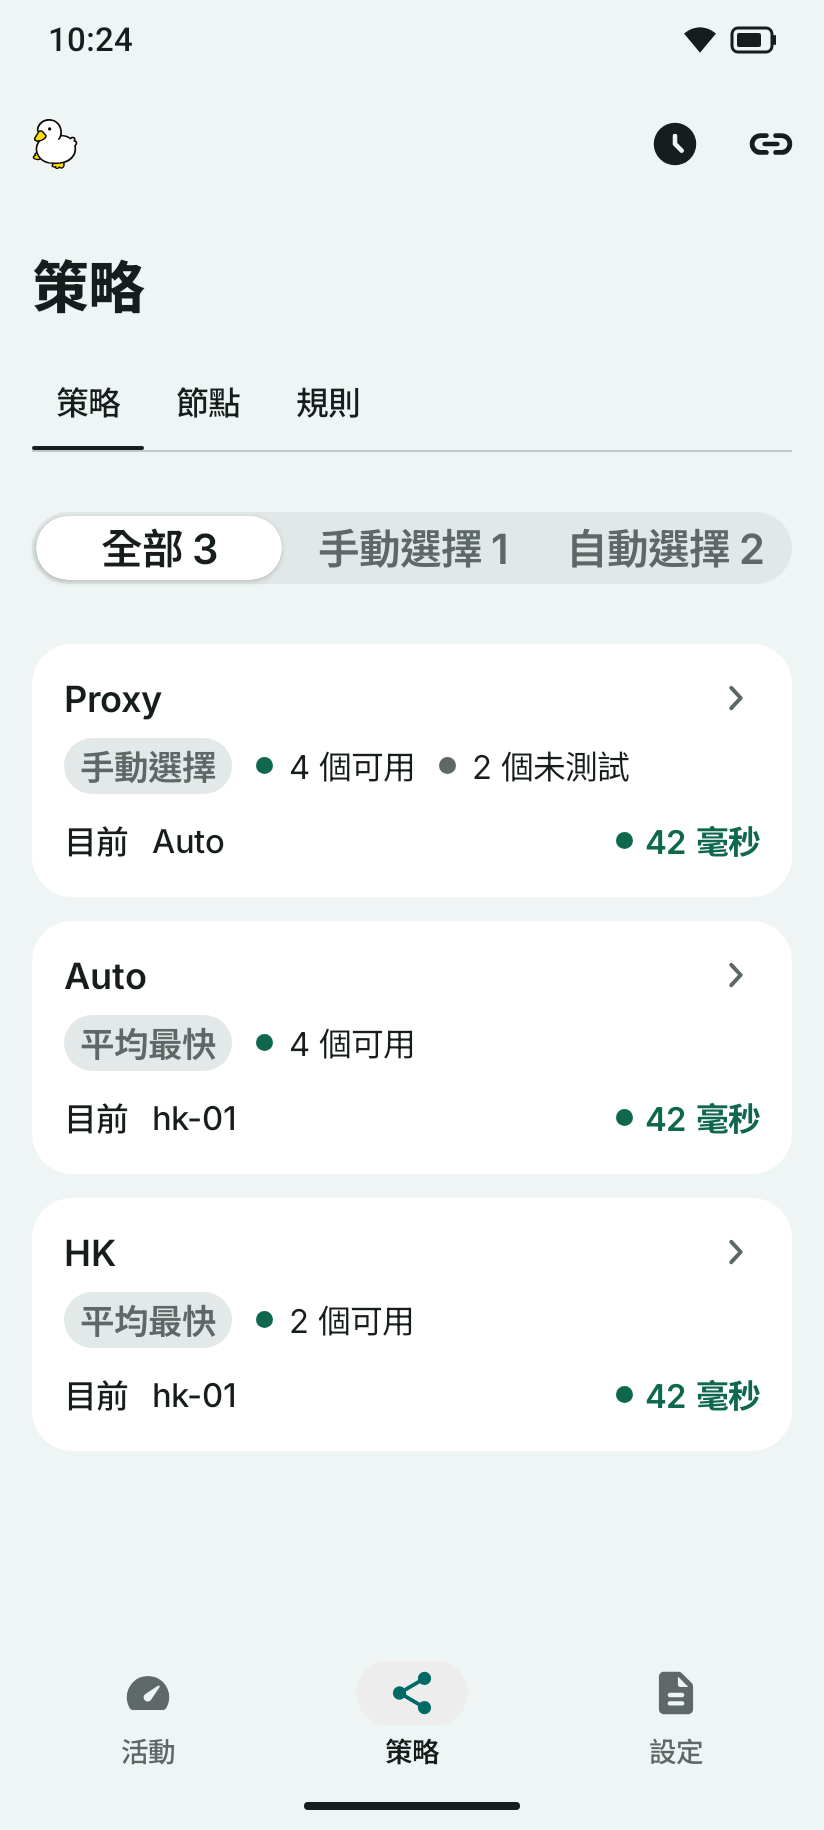 10:24
策略
策略 節點 規則
全部 3 手動選擇 1 自動選擇 2
Proxy
手動選擇 4 個可用 2 個未測試
目前 Auto 42 毫秒
Auto
平均最快 4 個可用
目前 hk-01 42 毫秒
HK
平均最快 2 個可用
目前 hk-01 42 毫秒
活動 策略 設定